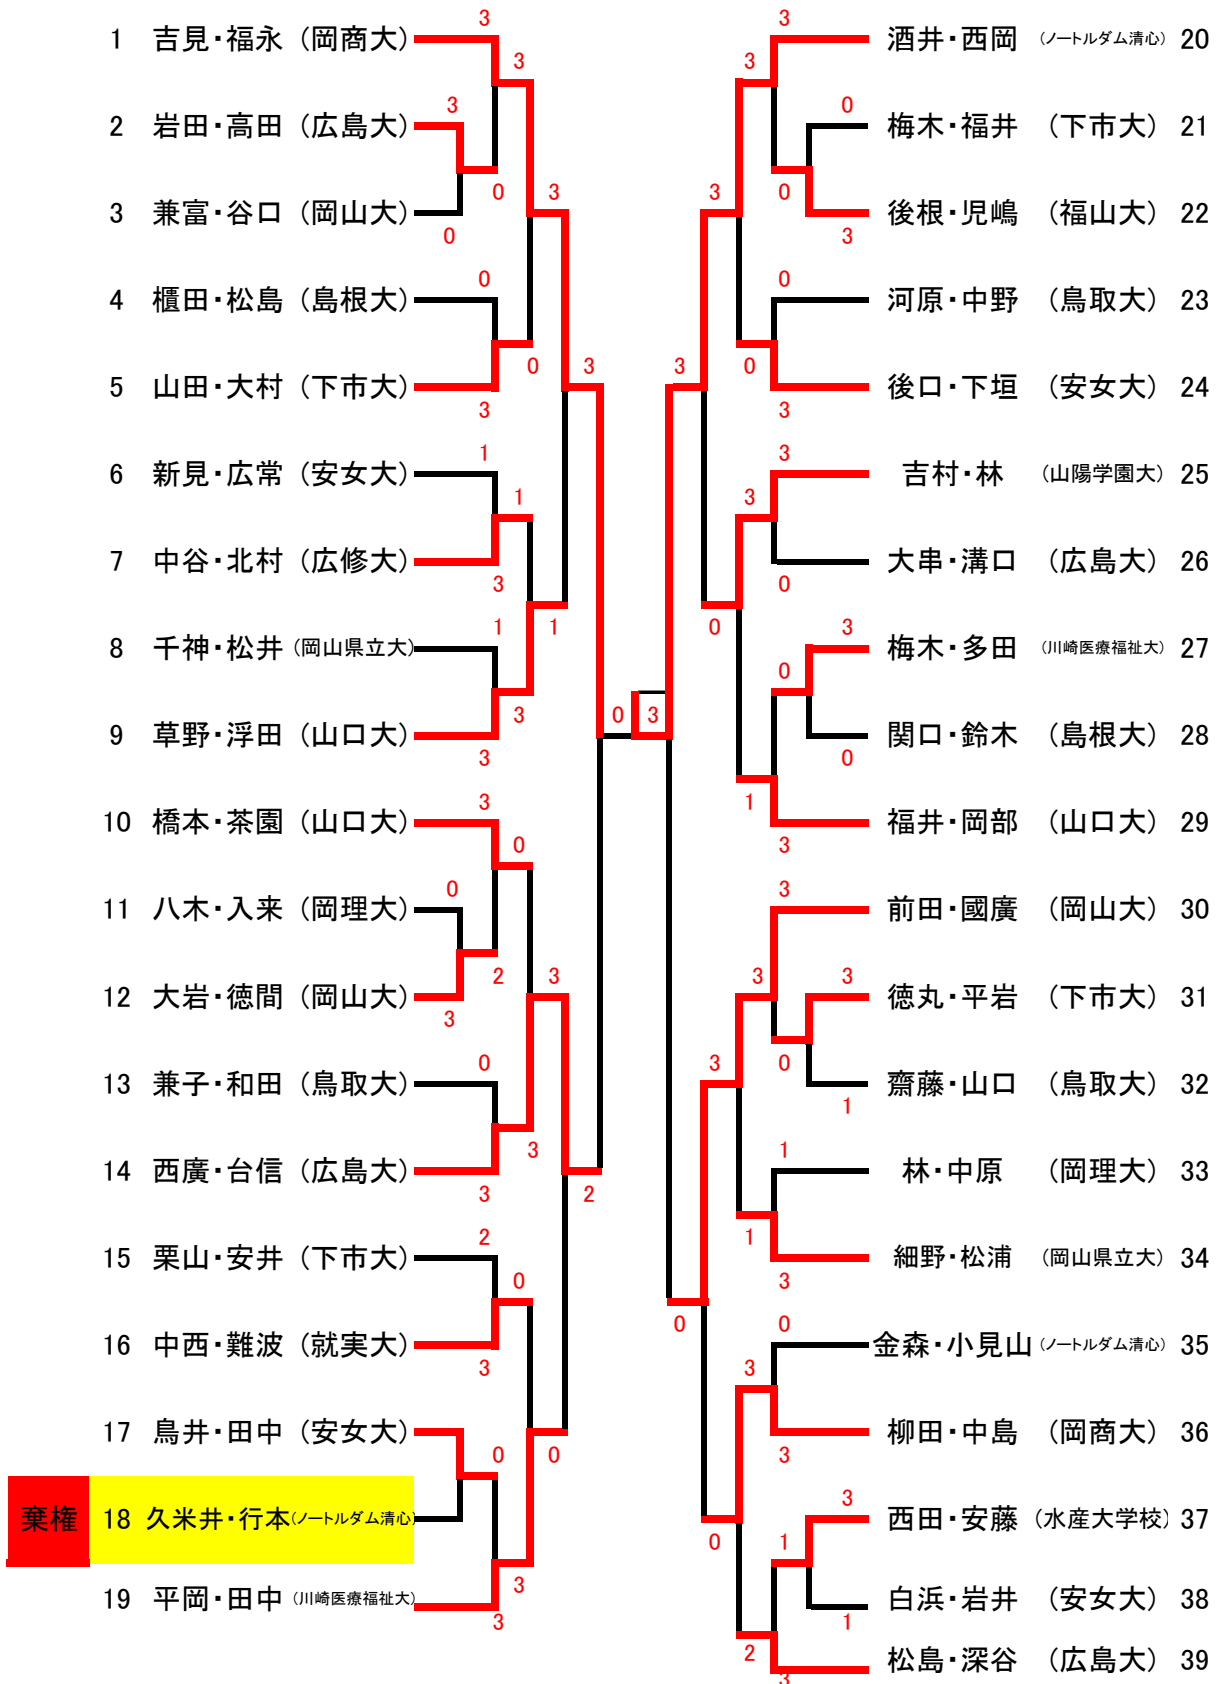 1 吉見・福永 (岡商大) 3
2 岩田・高田 (広島大) 3
3 兼富・谷口 (岡山大) 0
4 櫃田・松島 (島根大) 0
5 山田・大村 (下市大) 3
6 新見・広常 (安女大) 1
7 中谷・北村 (広修大) 3
8 千神・松井 (岡山県立大) 1
9 草野・浮田 (山口大) 3
10 橋本・茶園 (山口大) 3
11 八木・入来 (岡理大) 0
12 大岩・徳間 (岡山大) 3
13 兼子・和田 (鳥取大) 0
14 西廣・台信 (広島大) 3
15 栗山・安井 (下市大) 2
16 中西・難波 (就実大) 3
17 鳥井・田中 (安女大)
棄権 18 久米井・行本 (ノートルダム清心)
19 平岡・田中 (川崎医療福祉大) 3
3
0
0
1
3
0
2
3
0
0
3
3
1
3
0
3
2
0
3
3 酒井・西岡 (ノートルダム清心) 20
0 梅木・福井 (下市大) 21
3 後根・児嶋 (福山大) 22
0 河原・中野 (鳥取大) 23
3 後口・下垣 (安女大) 24
3 吉村・林 (山陽学園大) 25
0 大串・溝口 (広島大) 26
3 梅木・多田 (川崎医療福祉大) 27
0 関口・鈴木 (島根大) 28
3 福井・岡部 (山口大) 29
3 前田・國廣 (岡山大) 30
3 徳丸・平岩 (下市大) 31
1 齋藤・山口 (鳥取大) 32
1 林・中原 (岡理大) 33
3 細野・松浦 (岡山県立大) 34
0 金森・小見山 (ノートルダム清心) 35
3 柳田・中島 (岡商大) 36
3 西田・安藤 (水産大学校) 37
1 白浜・岩井 (安女大) 38
3 松島・深谷 (広島大) 39
3
0
0
3
0
1
3
0
1
3
1
2
3
0
3
0
3
0